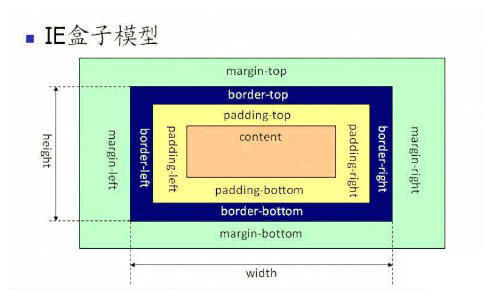 IE盒子模型
margin-top
border-top
padding-top
content
height
margin-left
border-left
padding-left
padding-right
border-right
margin-right
padding-bottom
border-bottom
margin-bottom
width